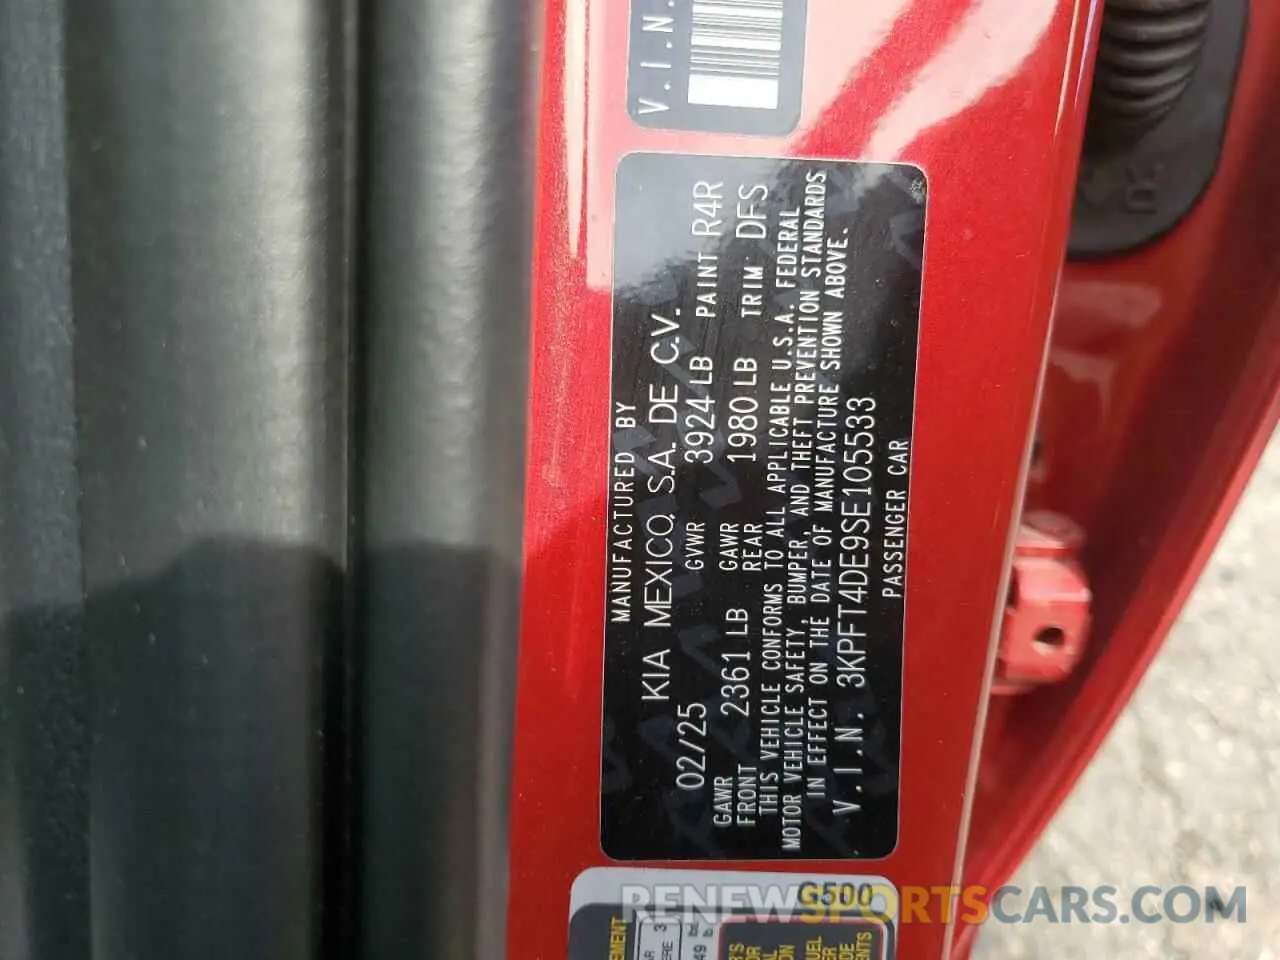 V.I.N.
MANUFACTURED BY
KIA MEXICO, S.A. DE C.V.
02/25 GVWR 3924 LB PAINT R4R
GAWR FRONT 2361 LB GAWR REAR 1980 LB TRIM DFS
THIS VEHICLE CONFORMS TO ALL APPLICABLE U.S.A. FEDERAL
MOTOR VEHICLE SAFETY, BUMPER, AND THEFT PREVENTION STANDARDS
IN EFFECT ON THE DATE OF MANUFACTURE SHOWN ABOVE.
V.I.N. 3KPFT4DE9SE105533
PASSENGER CAR
G500
RENEWSPORTSCARS.COM